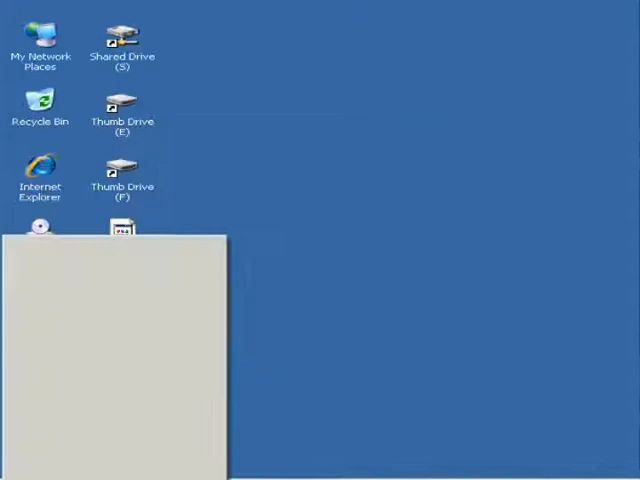 My Network
Places
Shared Drive
(S)
Recycle Bin
Thumb Drive
(E)
Internet
Explorer
Thumb Drive
(F)